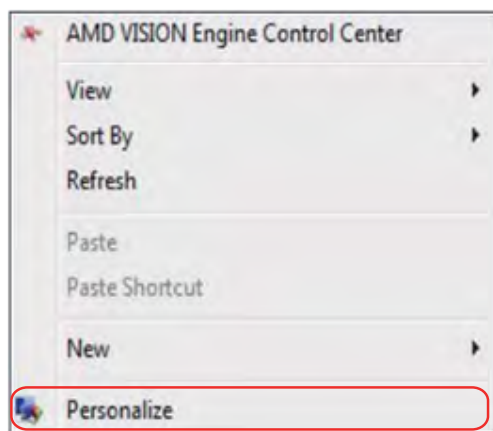 AMD VISION Engine Control Center
View
Sort By
Refresh
Paste
Paste Shortcut
New
Personalize